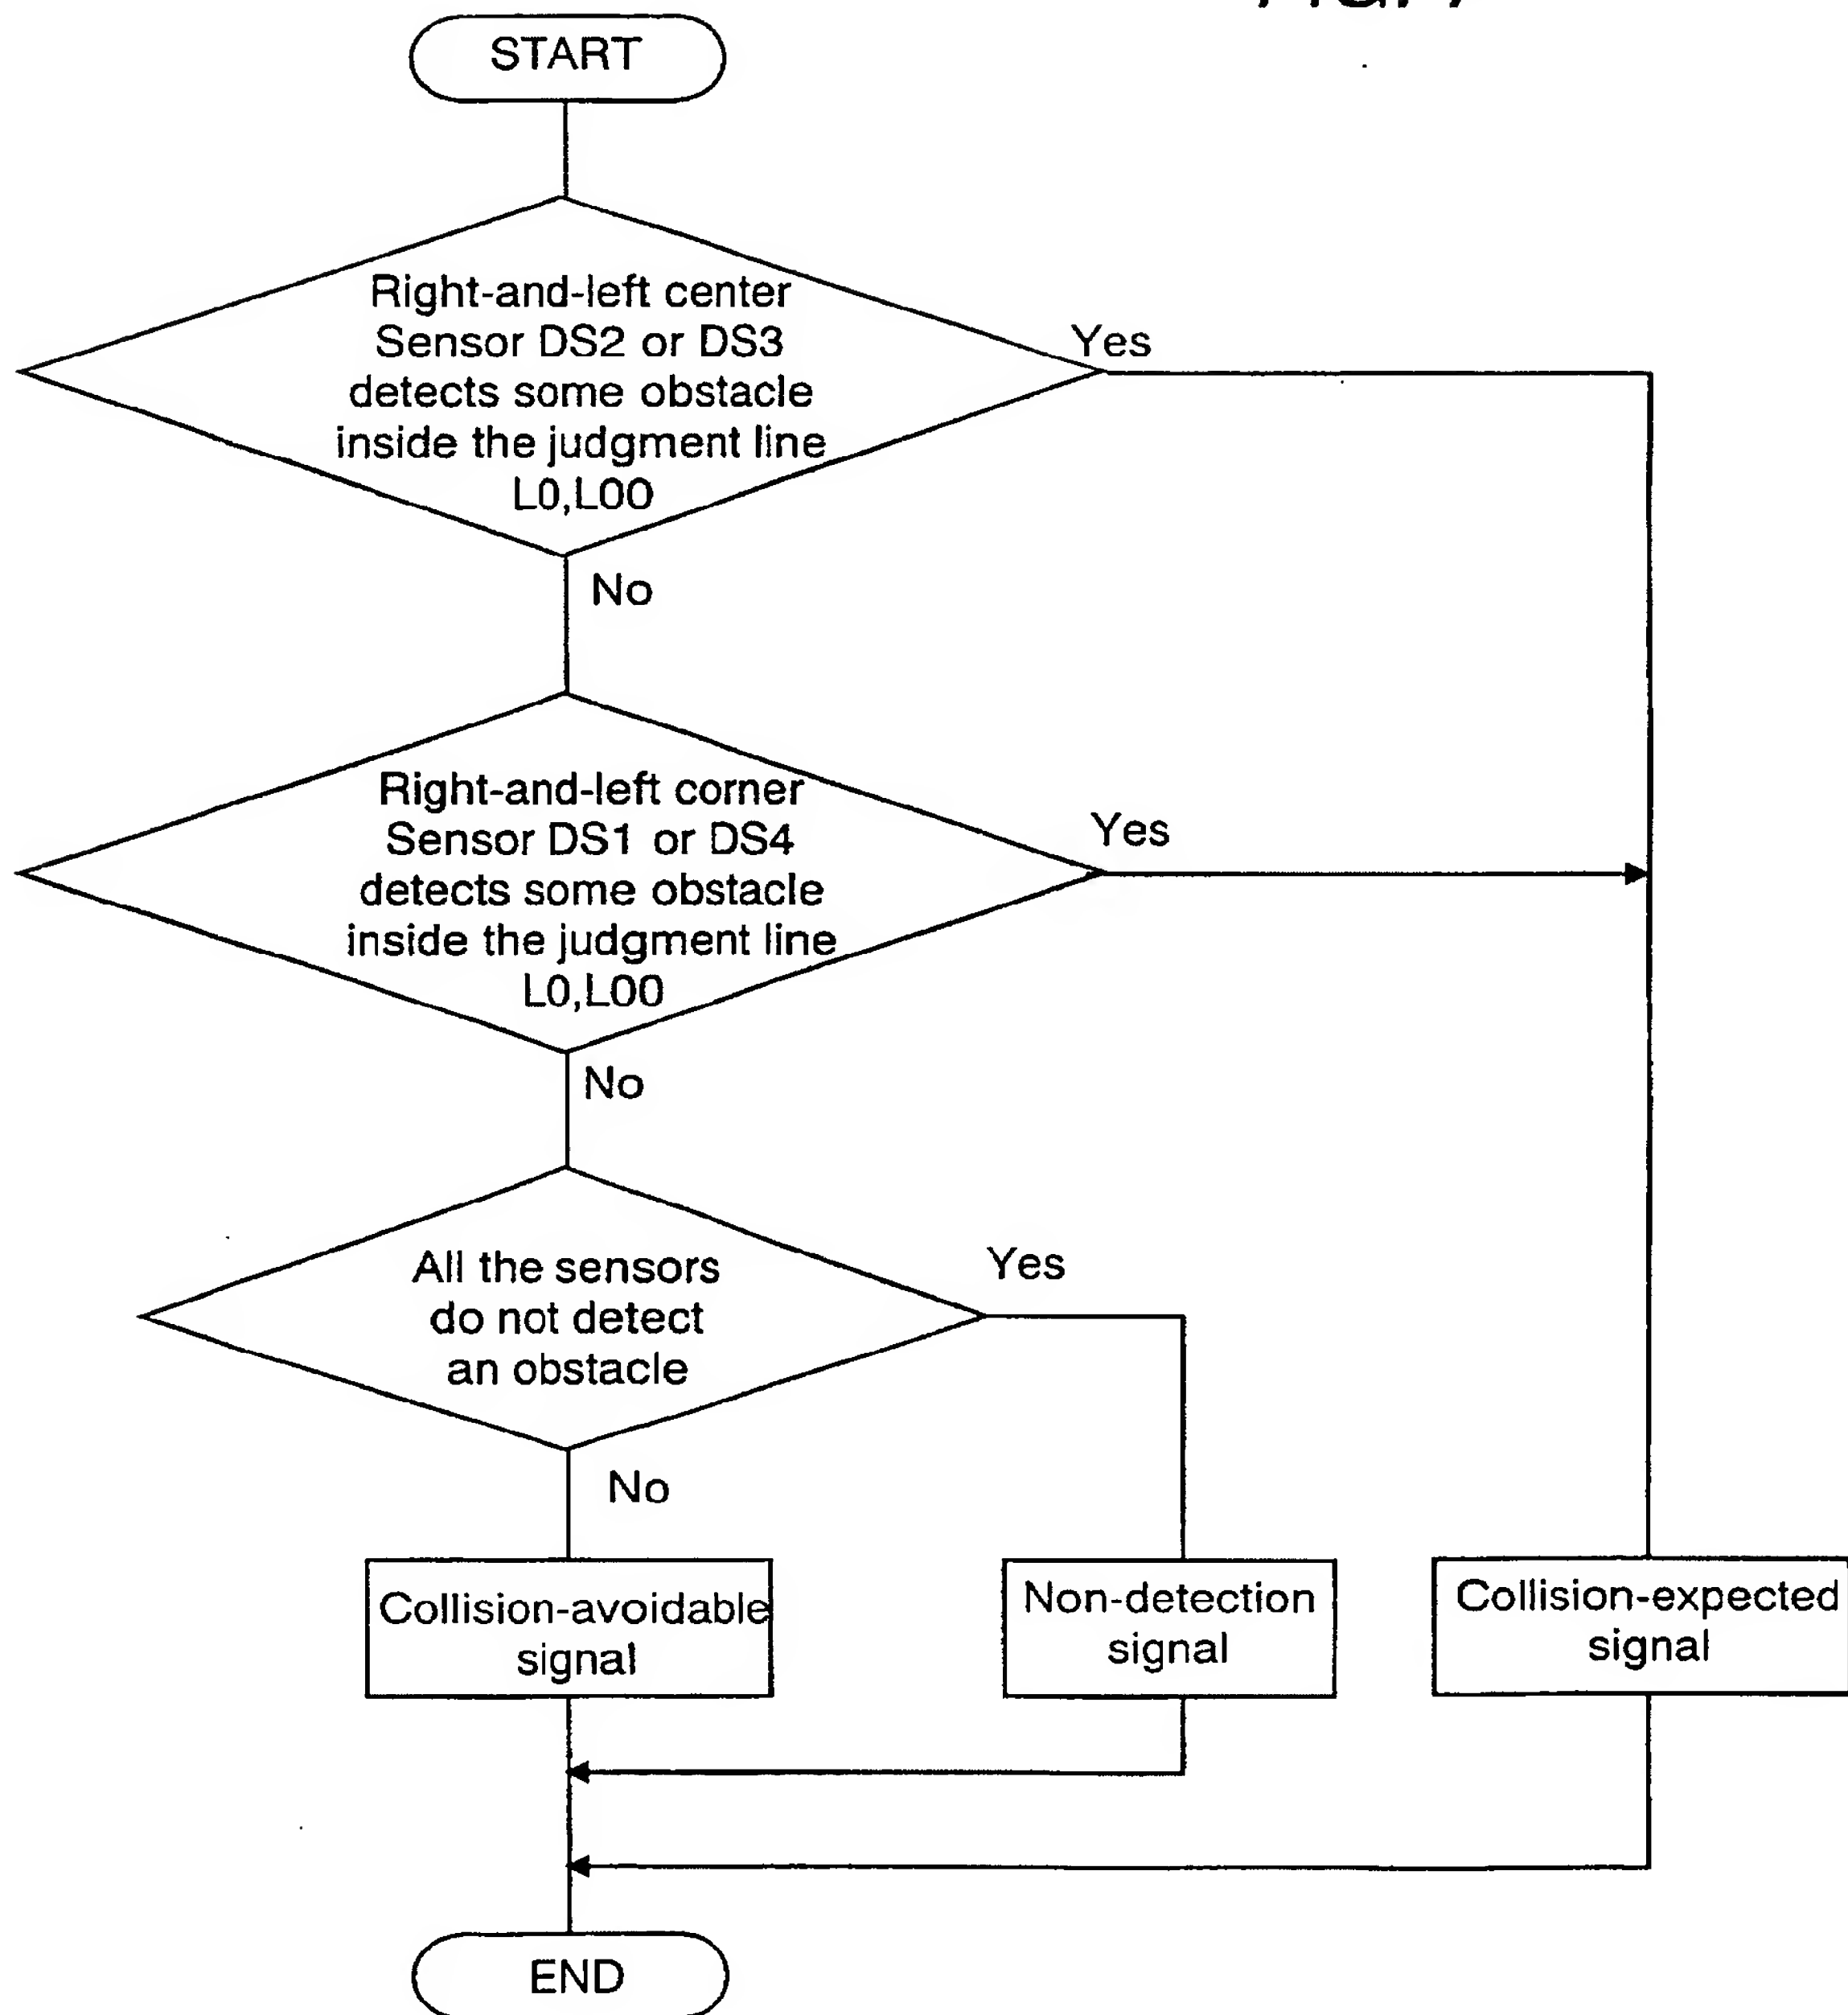 START
Right-and-left center
Sensor DS2 or DS3
detects some obstacle
inside the judgment line
L0,L00
Yes
No
Right-and-left corner
Sensor DS1 or DS4
detects some obstacle
inside the judgment line
L0,L00
Yes
No
All the sensors
do not detect
an obstacle
Yes
No
Collision-avoidable
signal
Non-detection
signal
Collision-expected
signal
END